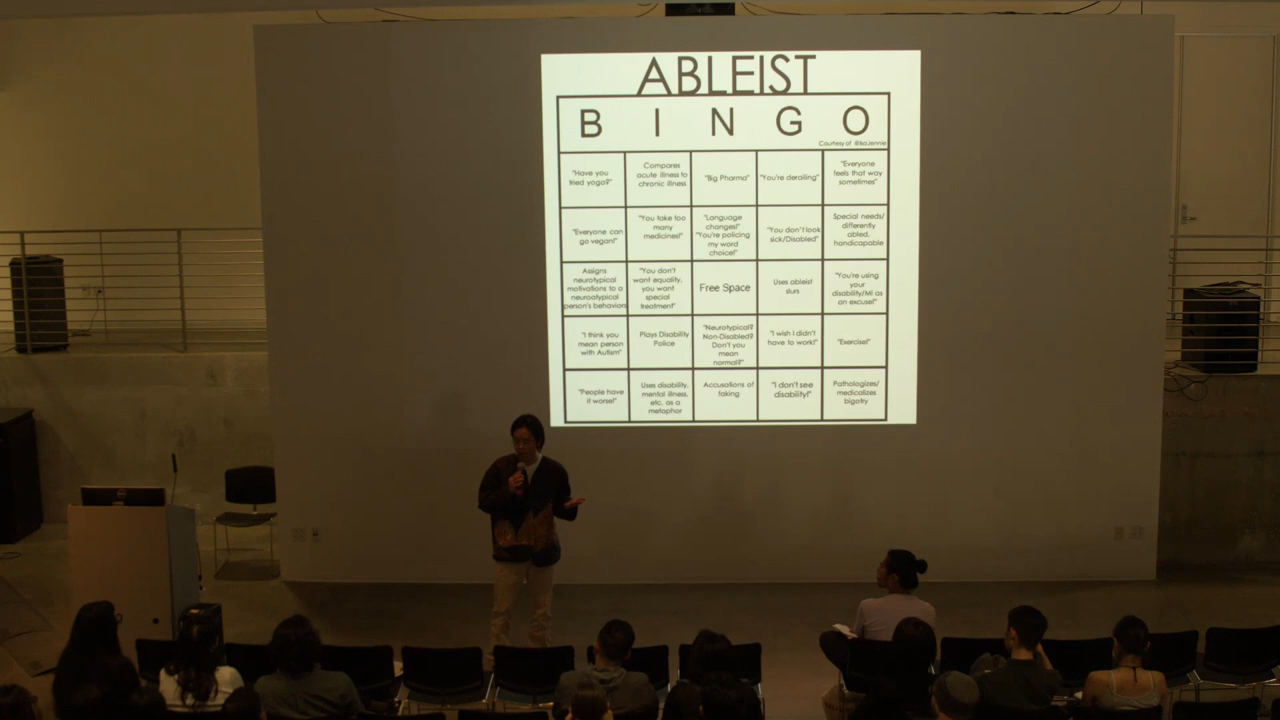 ABLEIST
B I N G O
Courtesy of @IsaJennie
"Have you
tried yoga?"
Compares
acute illness to
chronic illness
"Big Pharma"
"You're derailing"
"Everyone
feels that way
sometimes"
"Everyone can
go vegan!"
"You take too
many
medicines!"
"Language
changes!"
"You're policing
my word
choice!"
"You don't look
sick/Disabled"
Special needs/
differently
abled,
handicapable
Assigns
neurotypical
motivations to a
neuroatypical
person's behaviors
"You don't
want equality,
you want
special
treatment"
Free Space
Uses ableist
slurs
"You're using
your
disability/MI as
an excuse!"
"I think you
mean person
with Autism"
Plays Disability
Police
"Neurotypical?
Non-Disabled?
Don't you
mean
normal?"
"I wish I didn't
have to work!"
"Exercise!"
"People have
it worse!"
Uses disability,
mental illness,
etc. as a
metaphor
Accusations of
faking
"I don't see
disability!"
Pathologizes/
medicalizes
bigotry